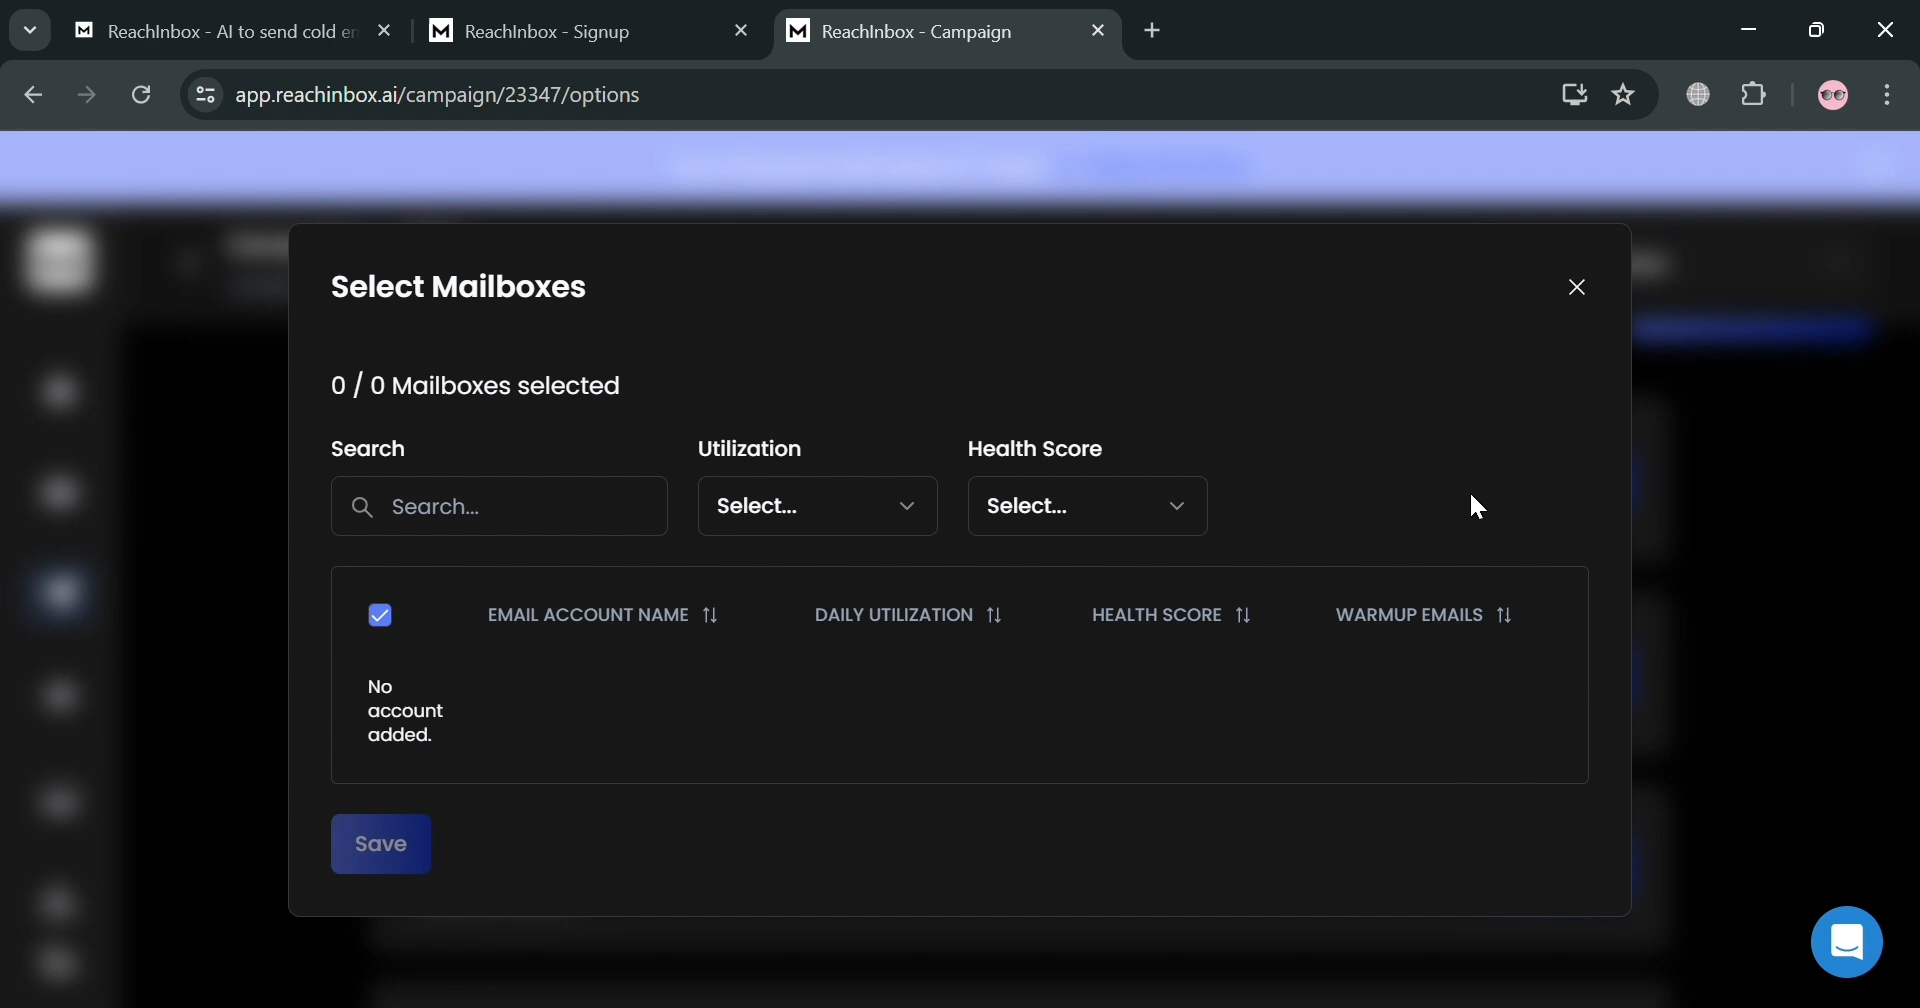 ReachInbox - AI to send cold en
ReachInbox - Signup
ReachInbox - Campaign
app.reachinbox.ai/campaign/23347/options
Select Mailboxes
0 / 0 Mailboxes selected
Search
Utilization
Health Score
Search...
Select...
Select...
EMAIL ACCOUNT NAME
DAILY UTILIZATION
HEALTH SCORE
WARMUP EMAILS
No
account
added.
Save